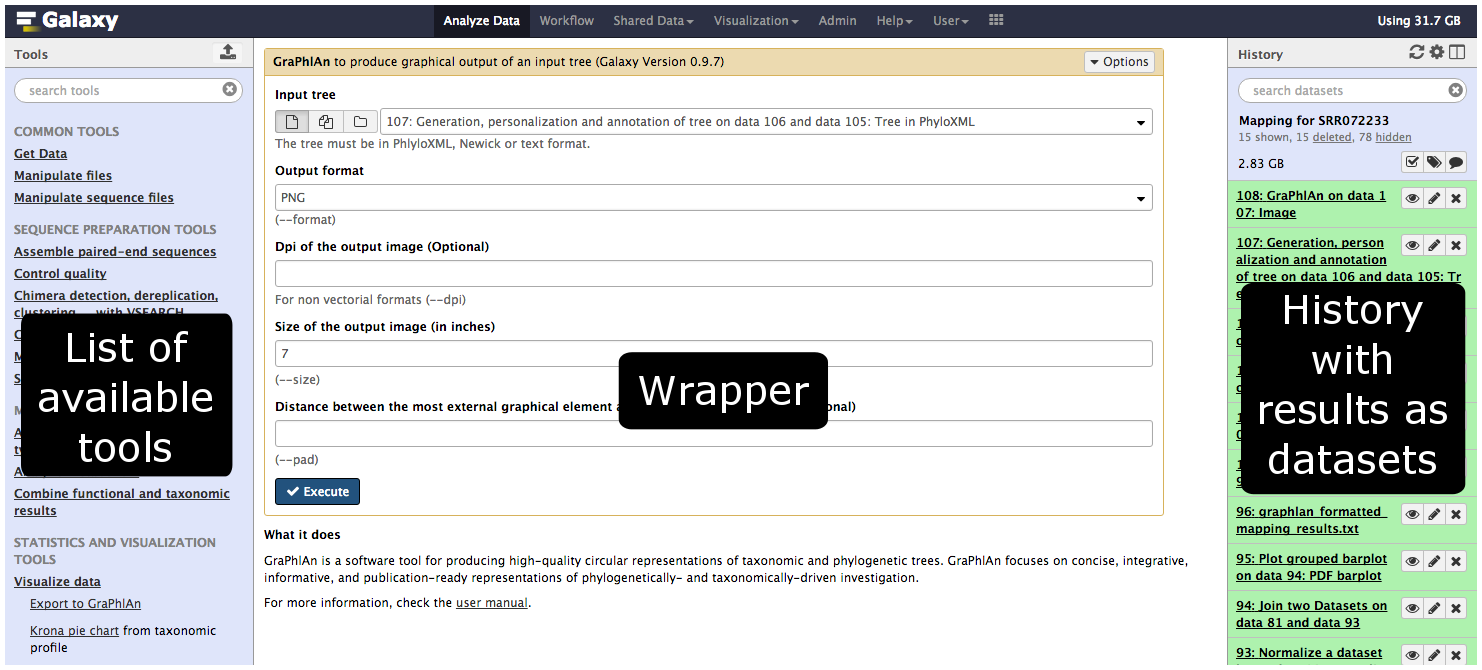 Galaxy
Analyze Data Workflow Shared Data Visualization Admin Help User
Using 31.7 GB
Tools
search tools
COMMON TOOLS
Get Data
Manipulate files
Manipulate sequence files
SEQUENCE PREPARATION TOOLS
Assemble paired-end sequences
Control quality
Chimera detection, dereplication,
clustering with VSEARCH
List of
available
tools
Combine functional and taxonomic
results
STATISTICS AND VISUALIZATION
TOOLS
Visualize data
Export to GraPhlAn
Krona pie chart from taxonomic
profile
GraPhlAn to produce graphical output of an input tree (Galaxy Version 0.9.7)
Options
Input tree
107: Generation, personalization and annotation of tree on data 106 and data 105: Tree in PhyloXML
The tree must be in PhlyloXML, Newick or text format.
Output format
PNG
(--format)
Dpi of the output image (Optional)
For non vectorial formats (--dpi)
Size of the output image (in inches)
7
(--size)
Wrapper
Distance between the most external graphical element
(--pad)
Execute
What it does
GraPhlAn is a software tool for producing high-quality circular representations of taxonomic and phylogenetic trees. GraPhlAn focuses on concise, integrative,
informative, and publication-ready representations of phylogenetically- and taxonomically-driven investigation.
For more information, check the user manual.
History
search datasets
Mapping for SRR072233
15 shown, 15 deleted, 78 hidden
2.83 GB
108: GraPhlAn on data 1
07: Image
107: Generation, person
alization and annotation
of tree on data 106 and data 105: Tr
History
with
results as
datasets
96: graphlan_formatted_
mapping_results.txt
95: Plot grouped barplot
on data 94: PDF barplot
94: Join two Datasets on
data 81 and data 93
93: Normalize a dataset